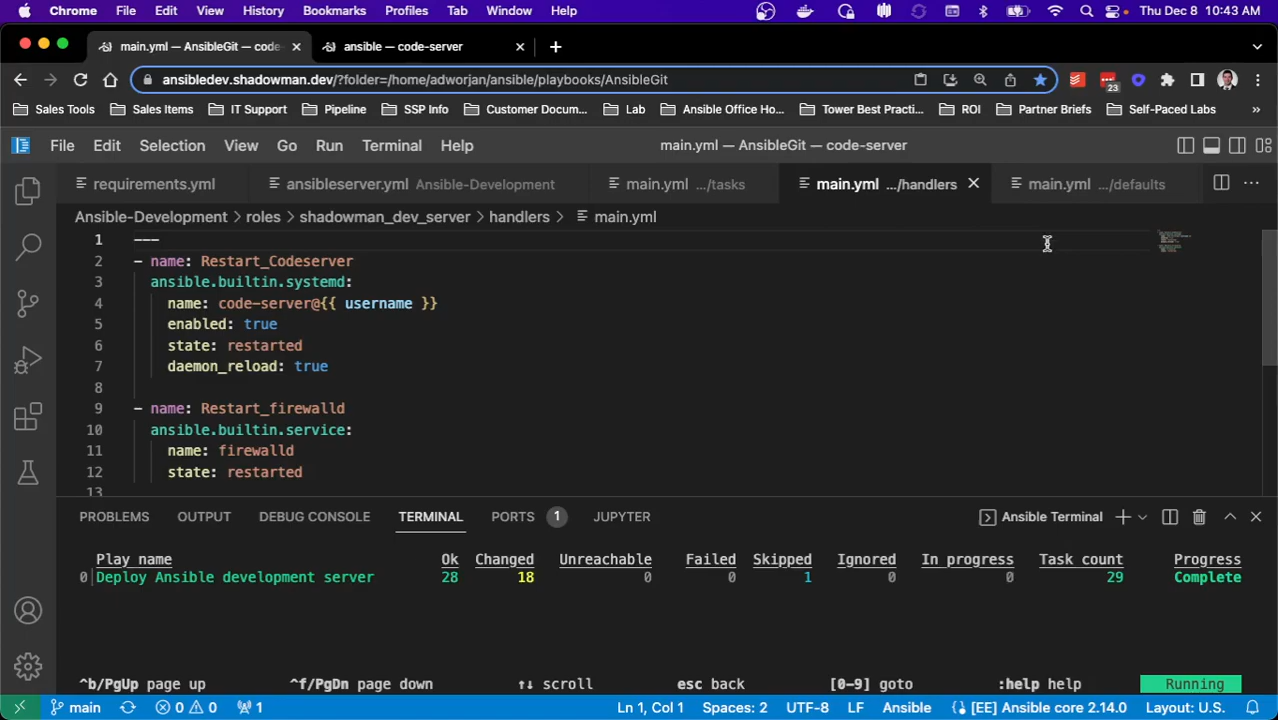 Chrome File Edit View History Bookmarks Profiles Tab Window Help Thu Dec 8 10:43 AM
main.yml — AnsibleGit — code- ansible — code-server
ansibledev.shadowman.dev/?folder=/home/adworjan/ansible/playbooks/AnsibleGit 23
Sales Tools Sales Items IT Support Pipeline SSP Info Customer Docum... Lab Ansible Office Ho... Tower Best Practi... ROI Partner Briefs Self-Paced Labs »
File Edit Selection View Go Run Terminal Help main.yml — AnsibleGit — code-server
requirements.yml ansibleserver.yml Ansible-Development main.yml .../tasks main.yml .../handlers main.yml .../defaults
Ansible-Development > roles > shadowman_dev_server > handlers > main.yml
1 ---
2 - name: Restart_Codeserver
3 ansible.builtin.systemd:
4 name: code-server@{{ username }}
5 enabled: true
6 state: restarted
7 daemon_reload: true
8
9 - name: Restart_firewalld
10 ansible.builtin.service:
11 name: firewalld
12 state: restarted
13
PROBLEMS OUTPUT DEBUG CONSOLE TERMINAL PORTS 1 JUPYTER Ansible Terminal
Play name Ok Changed Unreachable Failed Skipped Ignored In progress Task count Progress
0 Deploy Ansible development server 28 18 0 0 1 0 0 29 Complete
^b/PgUp page up ^f/PgDn page down ↑↓ scroll esc back [0-9] goto :help help Running
main 0 0 1 Ln 1, Col 1 Spaces: 2 UTF-8 LF Ansible [EE] Ansible core 2.14.0 Layout: U.S.